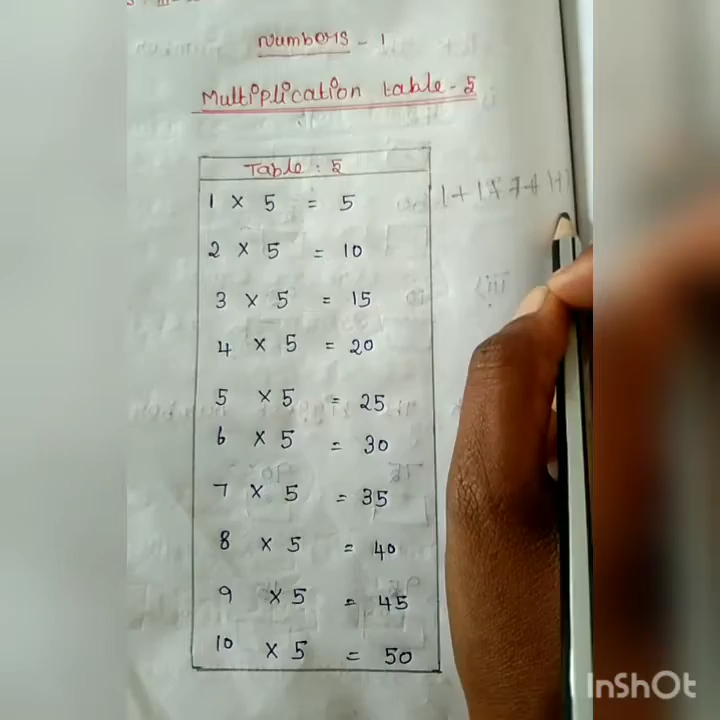 Numbers - 1
Multiplication table - 5
Table : 5
1 × 5 = 5
2 × 5 = 10
3 × 5 = 15
4 × 5 = 20
5 × 5 = 25
6 × 5 = 30
7 × 5 = 35
8 × 5 = 40
9 × 5 = 45
10 × 5 = 50
InShOt